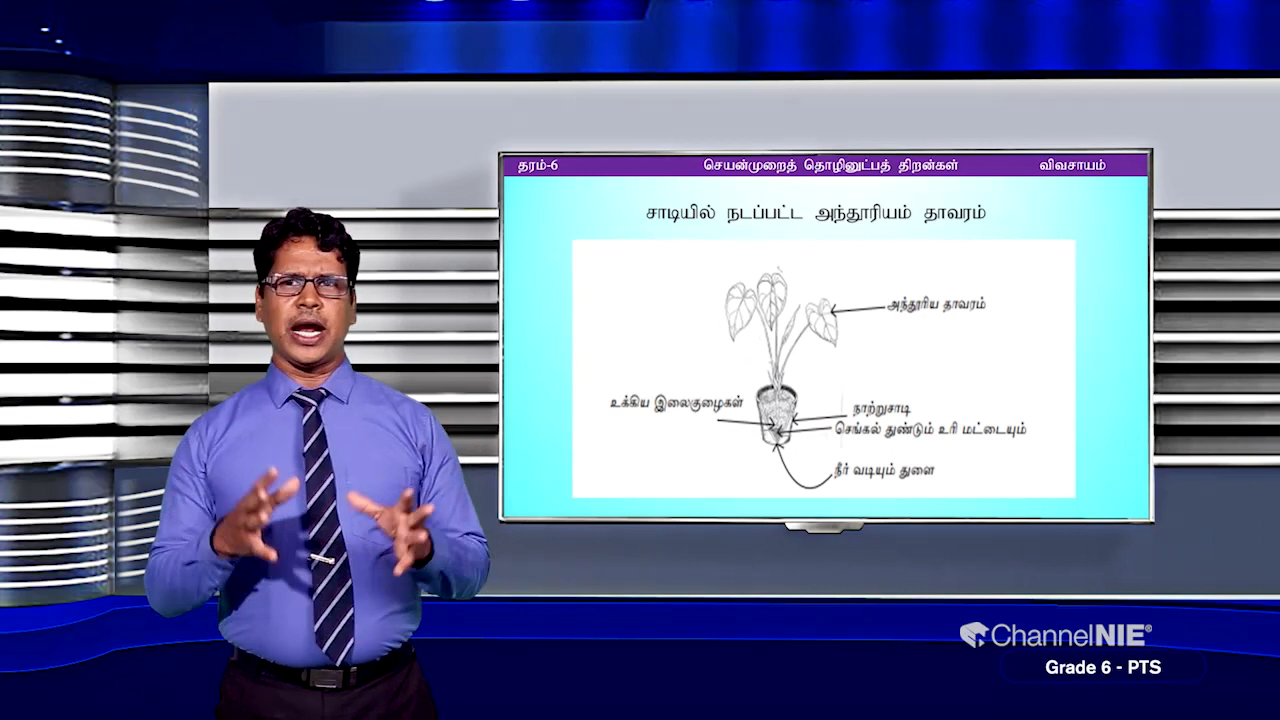 தரம்-6 செயன்முறைத் தொழினுட்பத் திறன்கள் விவசாயம்
சாடியில் நடப்பட்ட அந்தூரியம் தாவரம்
அந்தூரிய தாவரம்
உக்கிய இலைகுழைகள்
நாற்றுசாடி
செங்கல் துண்டும் உரி மட்டையும்
நீர் வடியும் துளை
ChannelNIE®
Grade 6 - PTS